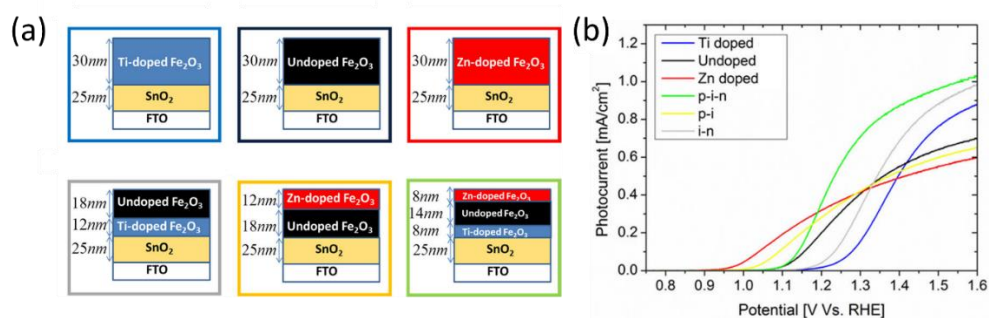 (a)
30nm
Ti-doped Fe₂O₃
25nm
SnO₂
FTO
30nm
Undoped Fe₂O₃
25nm
SnO₂
FTO
30nm
Zn-doped Fe₂O₃
25nm
SnO₂
FTO
18nm
Undoped Fe₂O₃
12nm
Ti-doped Fe₂O₃
25nm
SnO₂
FTO
12nm
Zn-doped Fe₂O₃
18nm
Undoped Fe₂O₃
25nm
SnO₂
FTO
8nm
Zn-doped Fe₂O₃
14nm
Undoped Fe₂O₃
8nm
Ti-doped Fe₂O₃
25nm
SnO₂
FTO
(b)
Photocurrent [mA/cm²]
1.2
1.0
0.8
0.6
0.4
0.2
0.0
Ti doped
Undoped
Zn doped
p-i-n
p-i
i-n
0.8 0.9 1.0 1.1 1.2 1.3 1.4 1.5 1.6
Potential [V Vs. RHE]